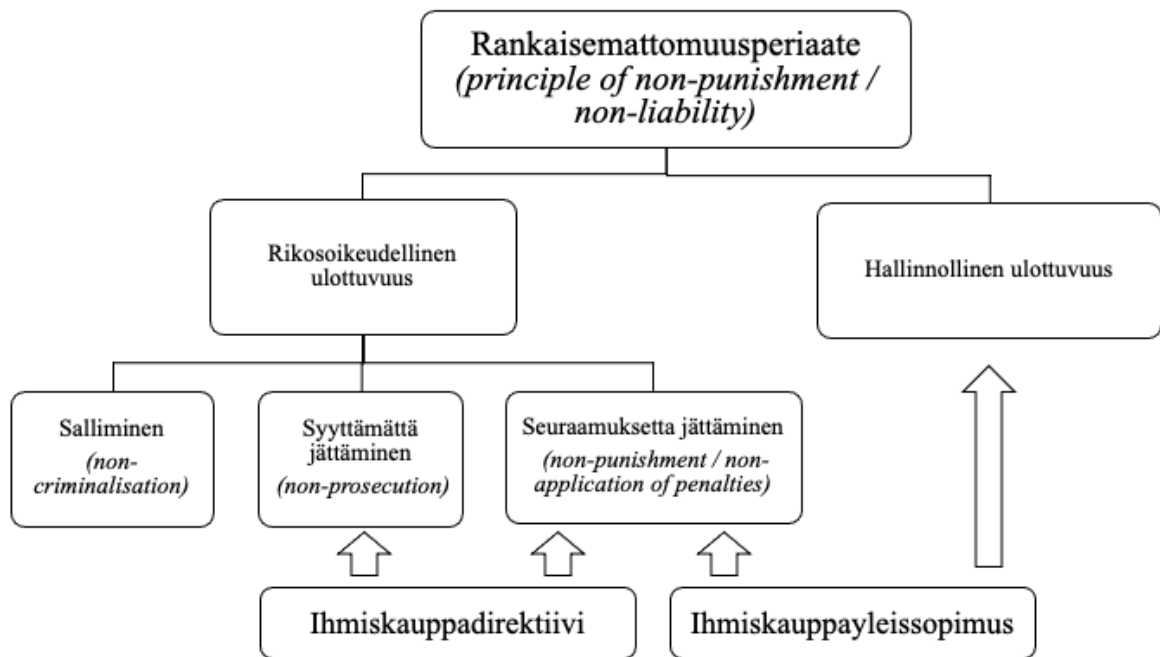 Rankaisemattomuusperiaate
(principle of non-punishment /
non-liability)
Rikosoikeudellinen
ulottuvuus
Hallinnollinen ulottuvuus
Salliminen
(non-
criminalisation)
Syyttämättä
jättäminen
(non-prosecution)
Seuraamuksetta jättäminen
(non-punishment / non-
application of penalties)
Ihmiskauppadirektiivi
Ihmiskauppayleissopimus